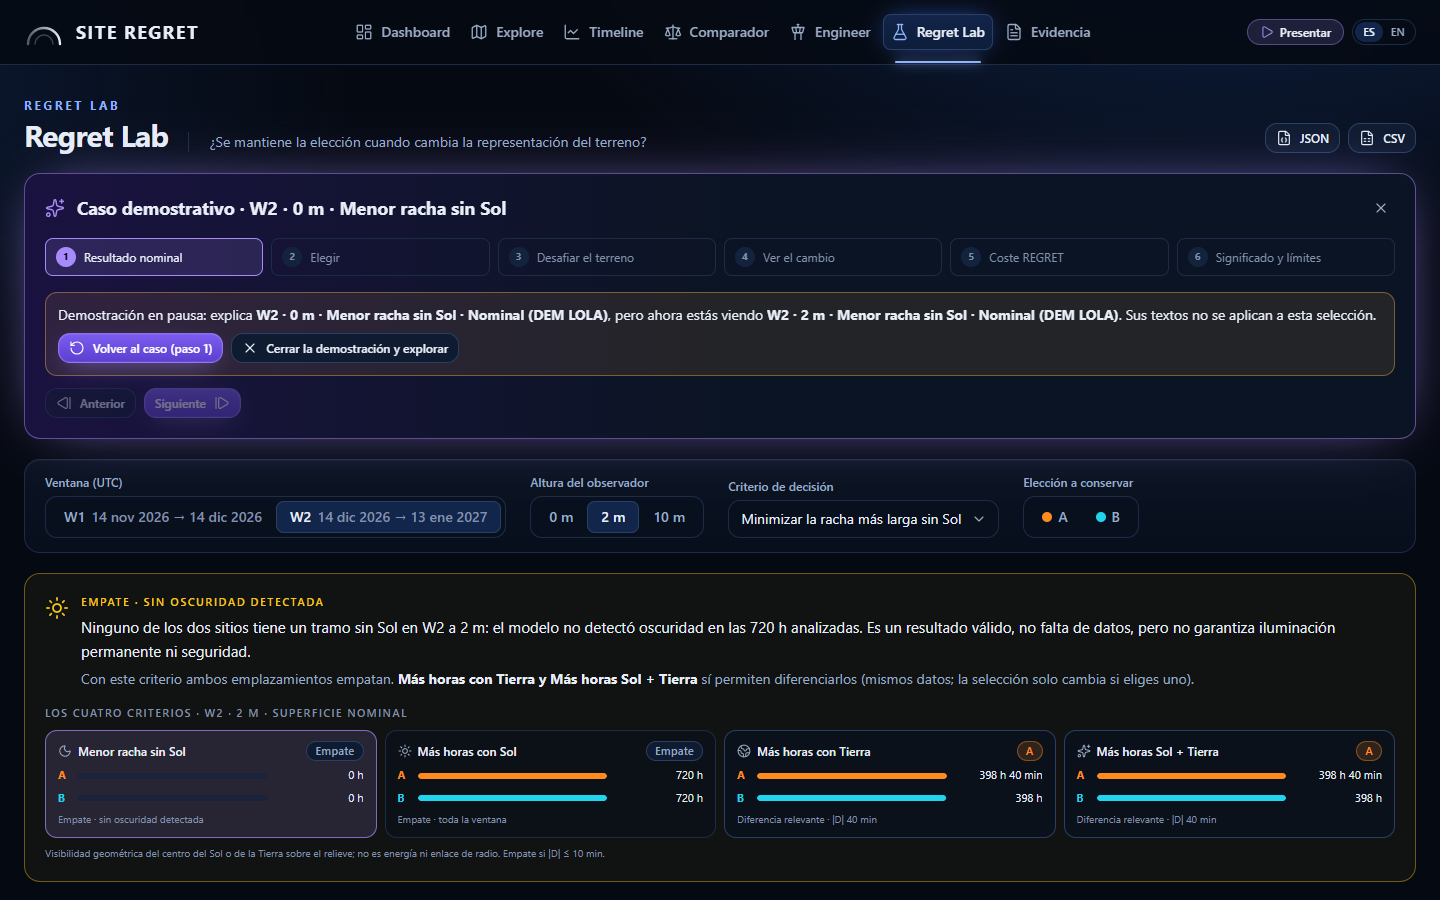 SITE REGRET
Dashboard
Explore
Timeline
Comparador
Engineer
Regret Lab
Evidencia
Presentar
ES
EN
REGRET LAB
Regret Lab
¿Se mantiene la elección cuando cambia la representación del terreno?
JSON
CSV
Caso demostrativo · W2 · 0 m · Menor racha sin Sol
1 Resultado nominal
2 Elegir
3 Desafiar el terreno
4 Ver el cambio
5 Coste REGRET
6 Significado y límites
Demostración en pausa: explica W2 · 0 m · Menor racha sin Sol · Nominal (DEM LOLA), pero ahora estás viendo W2 · 2 m · Menor racha sin Sol · Nominal (DEM LOLA). Sus textos no se aplican a esta selección.
Volver al caso (paso 1)
Cerrar la demostración y explorar
Anterior
Siguiente
Ventana (UTC)
W1 14 nov 2026 → 14 dic 2026
W2 14 dic 2026 → 13 ene 2027
Altura del observador
0 m
2 m
10 m
Criterio de decisión
Minimizar la racha más larga sin Sol
Elección a conservar
A
B
EMPATE · SIN OSCURIDAD DETECTADA
Ninguno de los dos sitios tiene un tramo sin Sol en W2 a 2 m: el modelo no detectó oscuridad en las 720 h analizadas. Es un resultado válido, no falta de datos, pero no garantiza iluminación
permanente ni seguridad.
Con este criterio ambos emplazamientos empatan. Más horas con Tierra y Más horas Sol + Tierra sí permiten diferenciarlos (mismos datos; la selección solo cambia si eliges uno).
LOS CUATRO CRITERIOS · W2 · 2 M · SUPERFICIE NOMINAL
Menor racha sin Sol
Empate
A 0 h
B 0 h
Empate · sin oscuridad detectada
Más horas con Sol
Empate
A 720 h
B 720 h
Empate · toda la ventana
Más horas con Tierra
A
A 398 h 40 min
B 398 h
Diferencia relevante · |D| 40 min
Más horas Sol + Tierra
A
A 398 h 40 min
B 398 h
Diferencia relevante · |D| 40 min
Visibilidad geométrica del centro del Sol o de la Tierra sobre el relieve; no es energía ni enlace de radio. Empate si |D| ≤ 10 min.